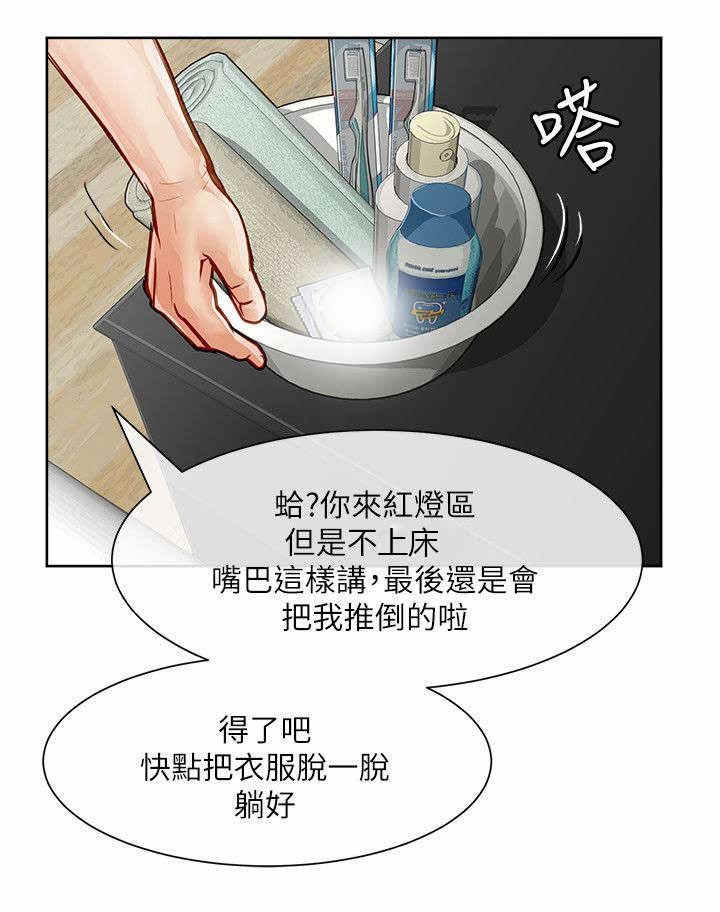 嗒
蛤?你來紅燈區
但是不上床
嘴巴這樣講,最後還是會
把我推倒的啦
得了吧
快點把衣服脫一脫
躺好